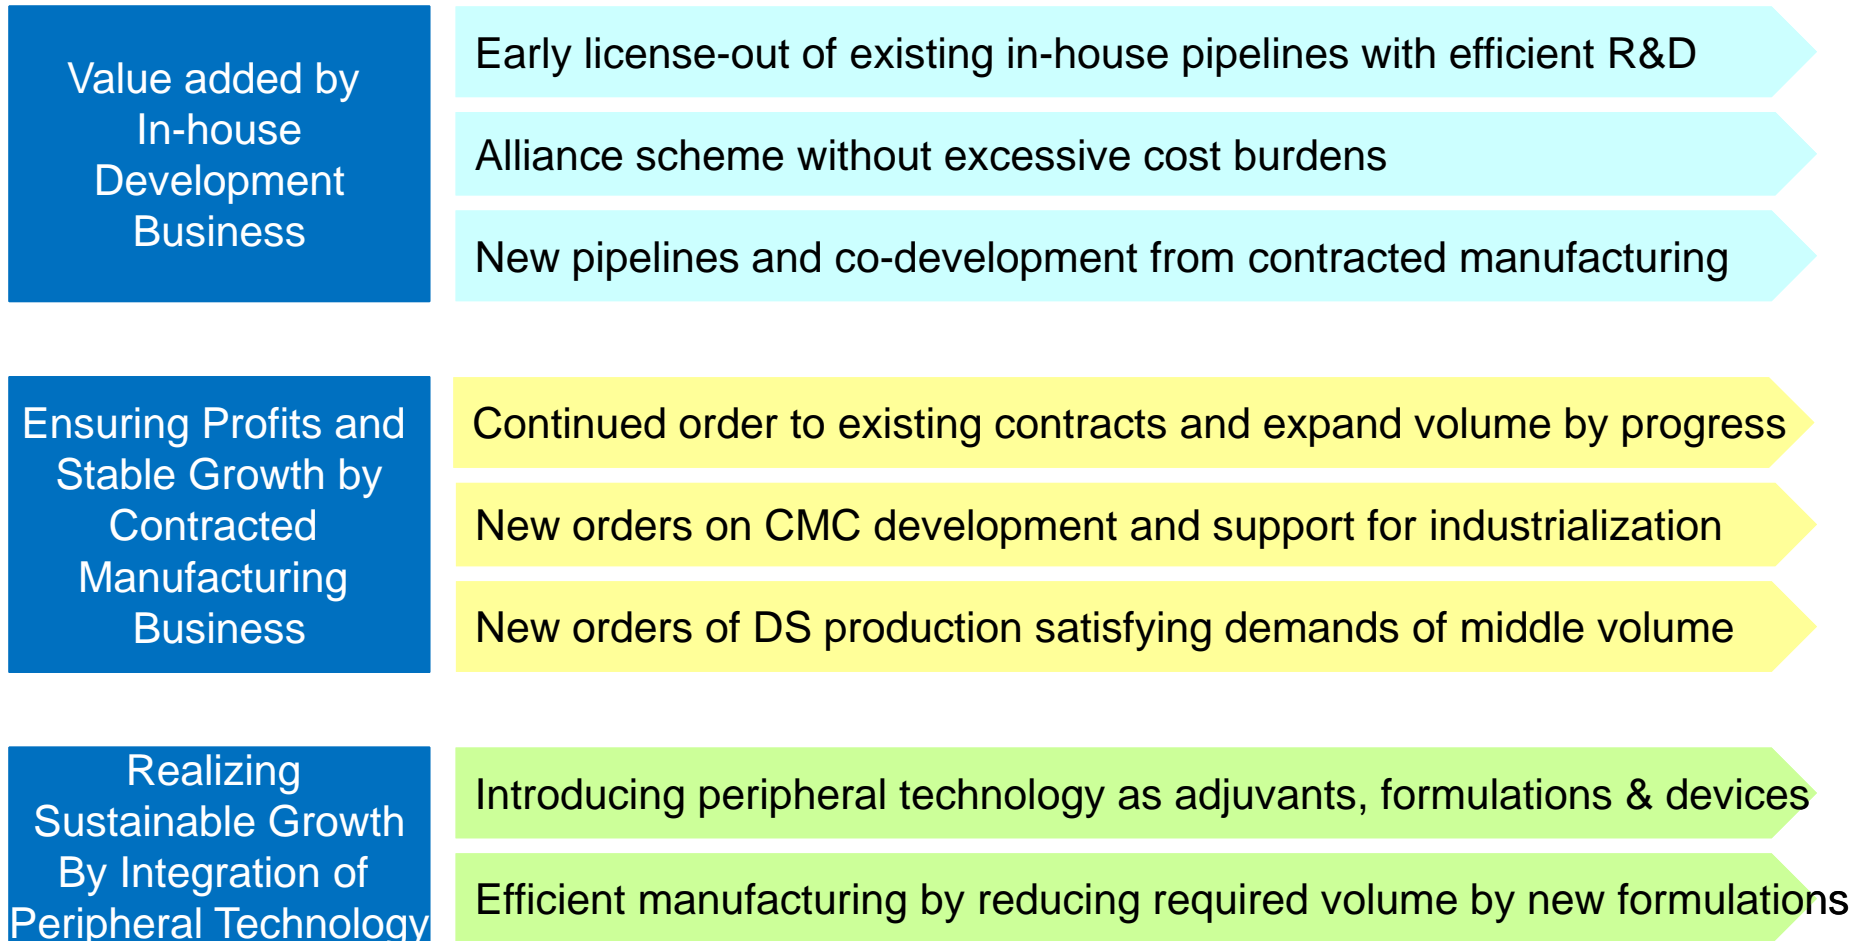 Value added by
In-house
Development
Business
Early license-out of existing in-house pipelines with efficient R&D
Alliance scheme without excessive cost burdens
New pipelines and co-development from contracted manufacturing
Ensuring Profits and
Stable Growth by
Contracted
Manufacturing
Business
Continued order to existing contracts and expand volume by progress
New orders on CMC development and support for industrialization
New orders of DS production satisfying demands of middle volume
Realizing
Sustainable Growth
By Integration of
Peripheral Technology
Introducing peripheral technology as adjuvants, formulations & devices
Efficient manufacturing by reducing required volume by new formulations